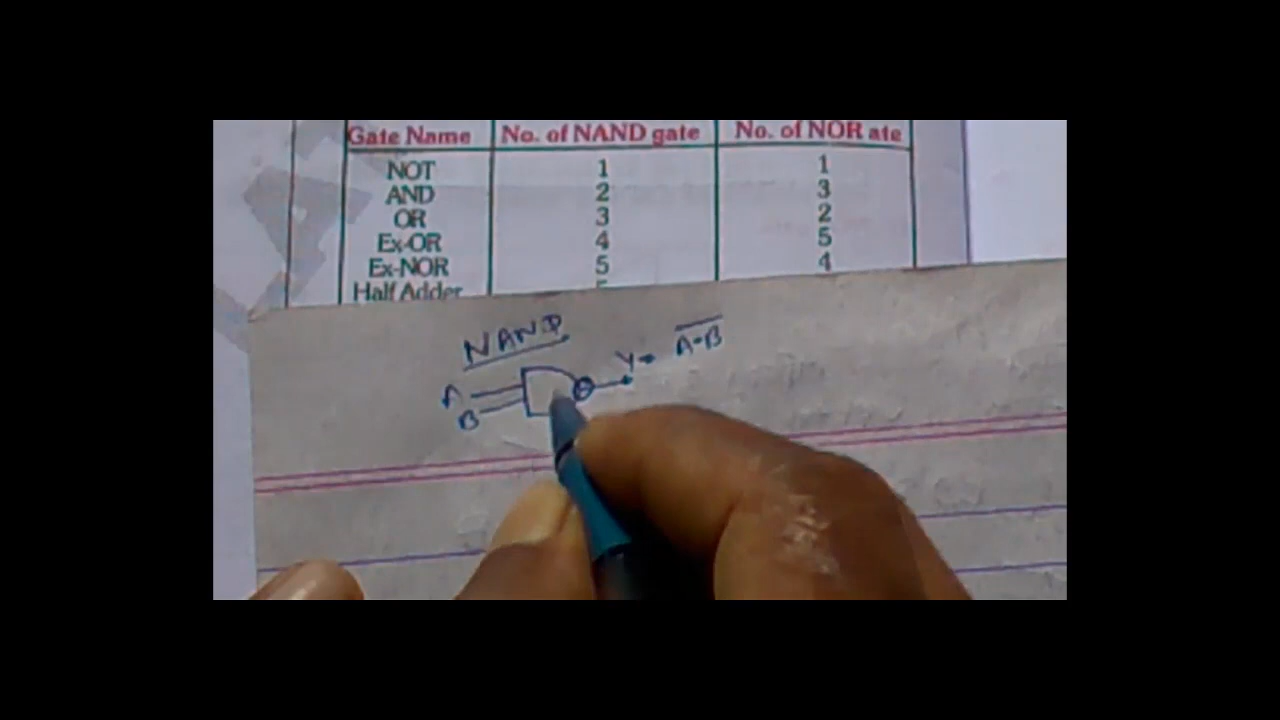 Gate Name No. of NAND gate No. of NOR ate
NOT 1 1
AND 2 3
OR 3 2
Ex-OR 4 5
Ex-NOR 5 4
Half Adder
NAND
Y = A·B
A
B